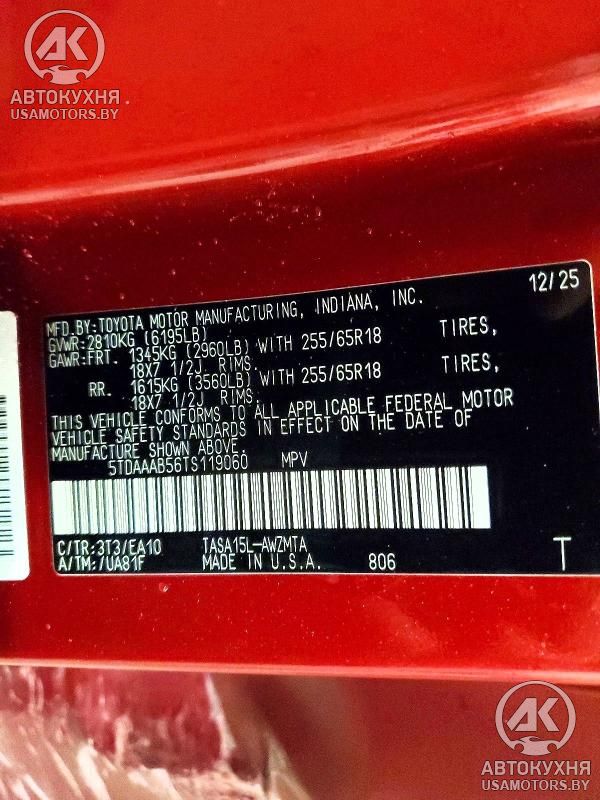 АК
АВТОКУХНЯ
USAMOTORS.BY
12/25
MFD.BY:TOYOTA MOTOR MANUFACTURING, INDIANA, INC.
GVWR:2810KG (6195LB)
GAWR:FRT. 1345KG (2960LB) WITH 255/65R18 TIRES,
18X7 1/2J RIMS.
RR. 1615KG (3560LB) WITH 255/65R18 TIRES,
18X7 1/2J RIMS.
THIS VEHICLE CONFORMS TO ALL APPLICABLE FEDERAL MOTOR
VEHICLE SAFETY STANDARDS IN EFFECT ON THE DATE OF
MANUFACTURE SHOWN ABOVE.
5TDAAAB56TS119060 MPV
C/TR:3T3/EA10 TASA15L-AWZMTA
A/TM:/UA81F MADE IN U.S.A. 806 T
АК
АВТОКУХНЯ
USAMOTORS.BY